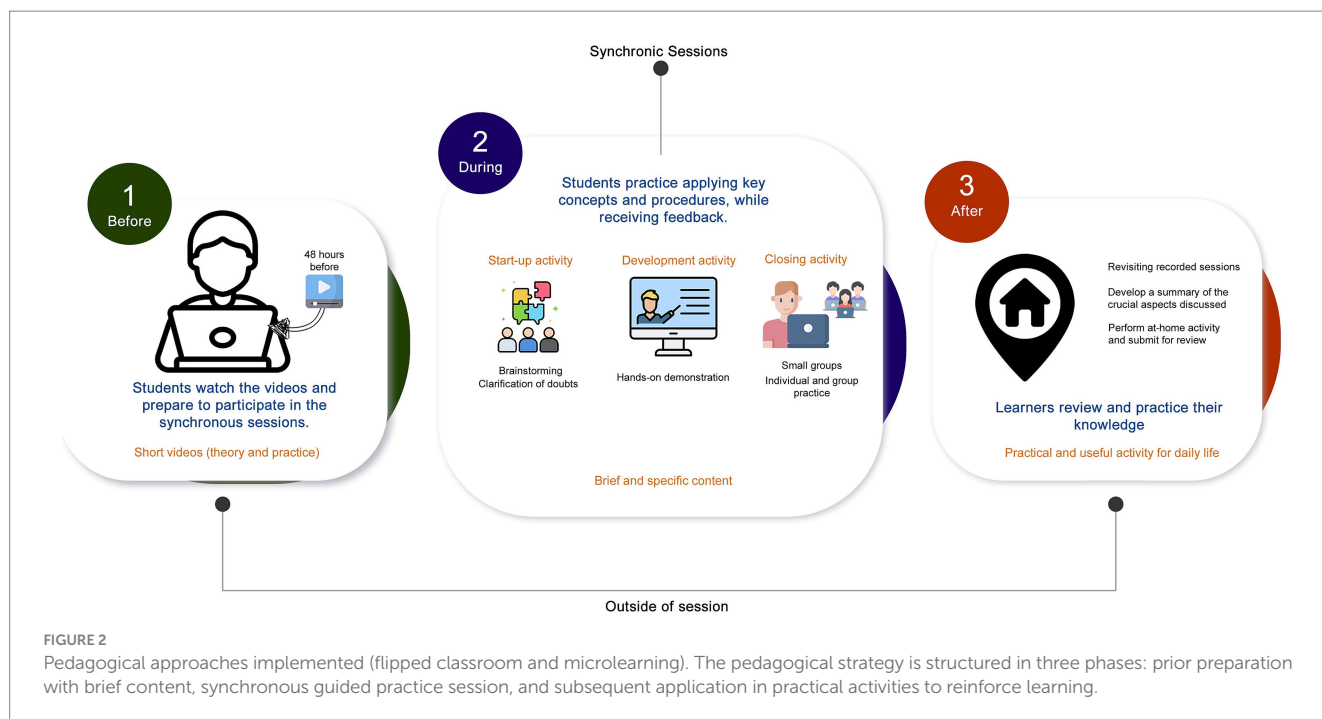 Synchronic Sessions
1
Before
48 hours
before
Students watch the videos and
prepare to participate in the
synchronous sessions.
Short videos (theory and practice)
2
During
Students practice applying key
concepts and procedures, while
receiving feedback.
Start-up activity
Brainstorming
Clarification of doubts
Development activity
Hands-on demonstration
Closing activity
Small groups
Individual and group
practice
Brief and specific content
3
After
Revisiting recorded sessions
Develop a summary of the
crucial aspects discussed
Perform at-home activity
and submit for review
Learners review and practice their
knowledge
Practical and useful activity for daily life
Outside of session
FIGURE 2
Pedagogical approaches implemented (flipped classroom and microlearning). The pedagogical strategy is structured in three phases: prior preparation
with brief content, synchronous guided practice session, and subsequent application in practical activities to reinforce learning.